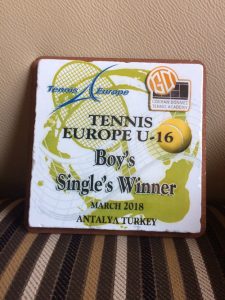 Tennis Europe
TENNIS
EUROPE U-16
Boy's
Single's Winner
MARCH 2018
ANTALYA TURKEY